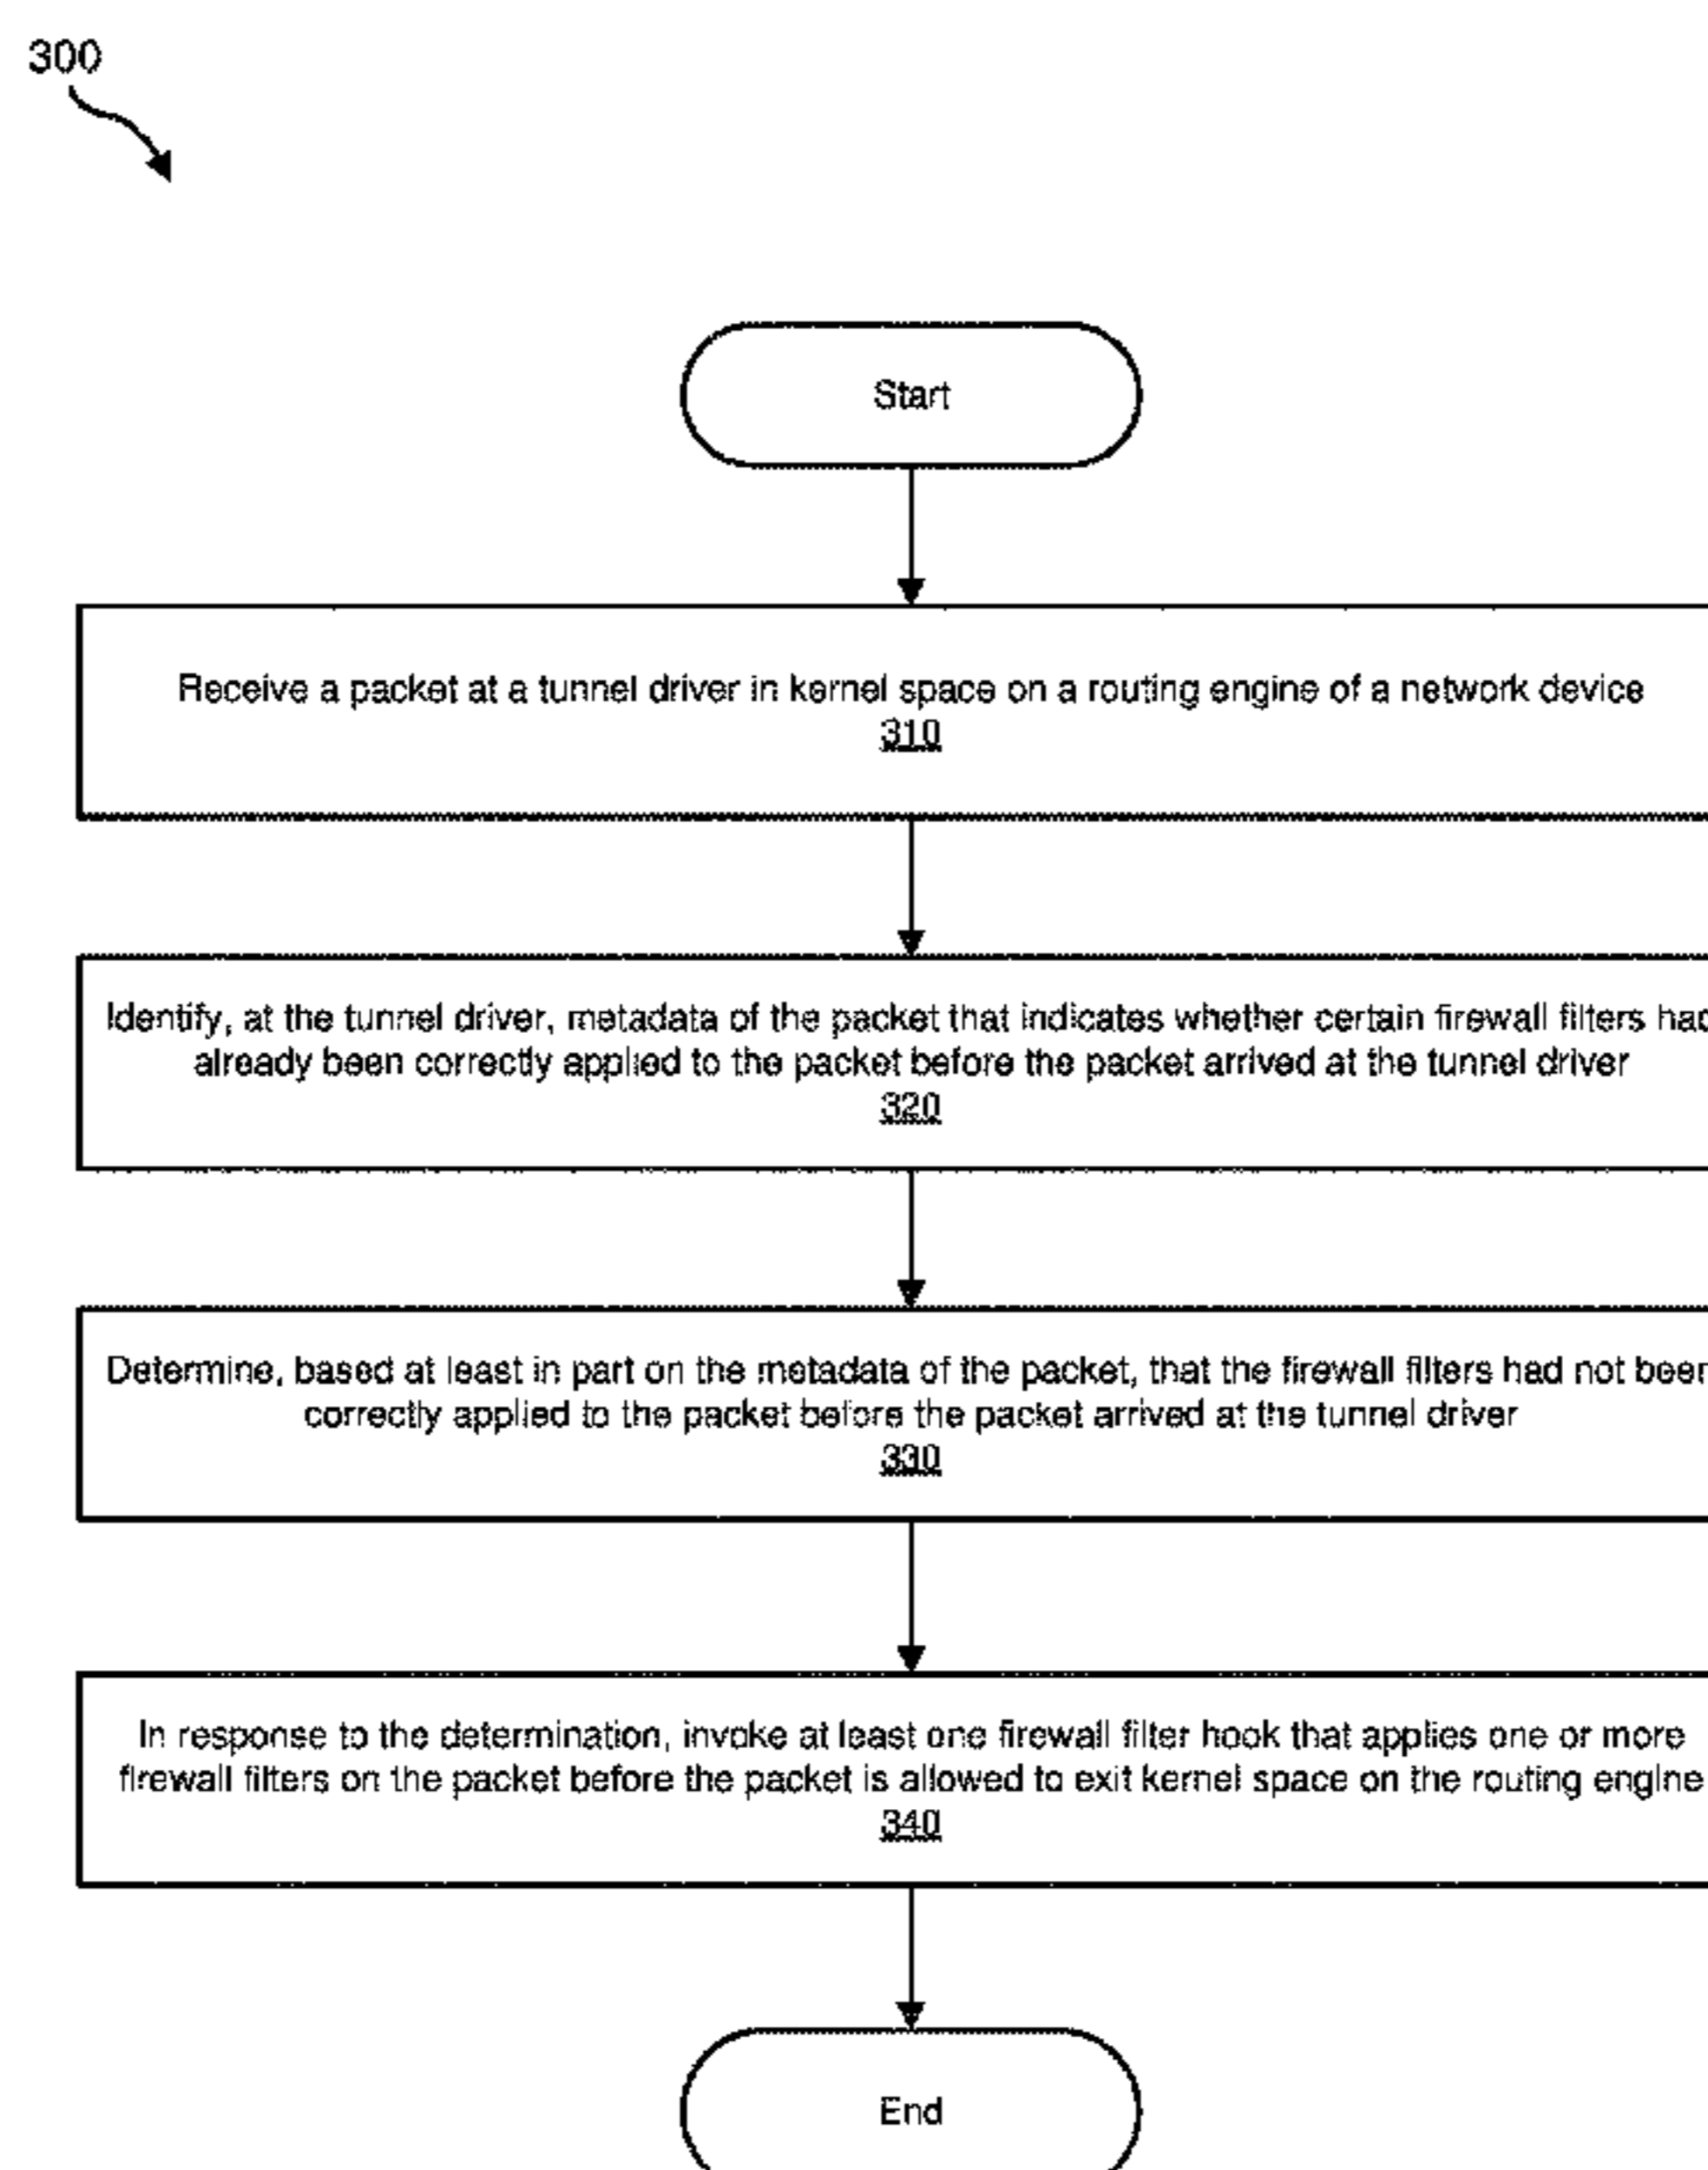 300
Start
Receive a packet at a tunnel driver in kernel space on a routing engine of a network device
310
Identify, at the tunnel driver, metadata of the packet that indicates whether certain firewall filters had
already been correctly applied to the packet before the packet arrived at the tunnel driver
320
Determine, based at least in part on the metadata of the packet, that the firewall filters had not been
correctly applied to the packet before the packet arrived at the tunnel driver
330
In response to the determination, invoke at least one firewall filter hook that applies one or more
firewall filters on the packet before the packet is allowed to exit kernel space on the routing engine
340
End